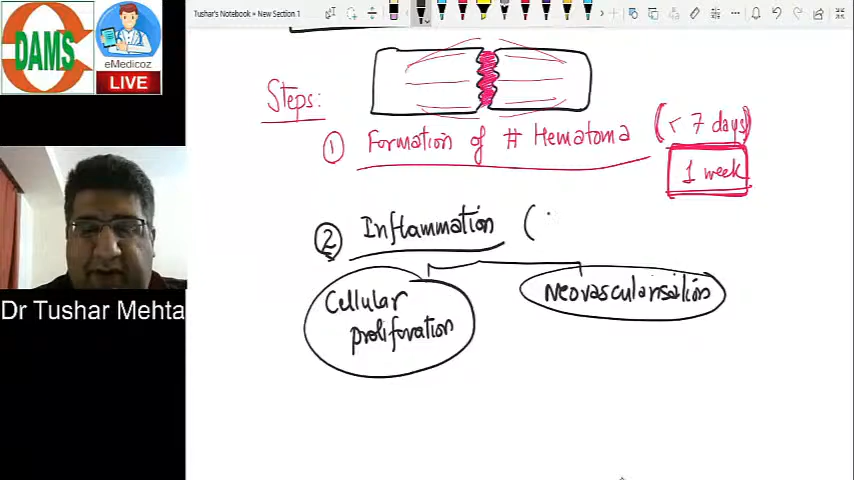 Tushar's Notebook » New Section 1
DAMS
eMedicoz
LIVE
Steps:
① Formation of # Hematoma (< 7 days)
1 week
② Inflammation (
Cellular
proliferation
Neovascularisation
Dr Tushar Mehta